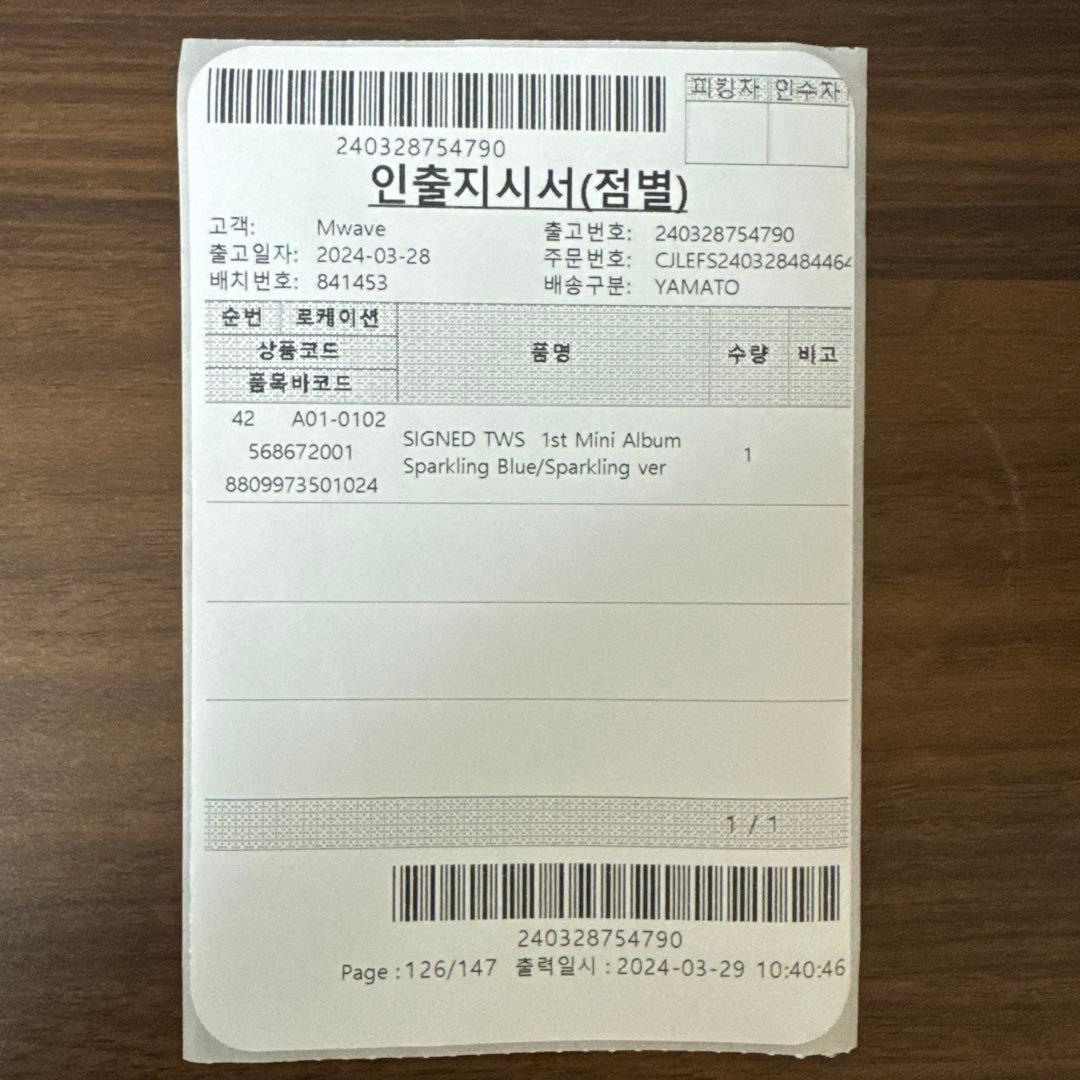 피킹자 인수자
240328754790
인출지시서(점별)
고객: Mwave 출고번호: 240328754790
출고일자: 2024-03-28 주문번호: CJLEFS240328484464
배치번호: 841453 배송구분: YAMATO
순번 로케이션
상품코드 품명 수량 비고
품목바코드
42 A01-0102
SIGNED TWS 1st Mini Album
568672001 1
Sparkling Blue/Sparkling ver
8809973501024
1 / 1
240328754790
Page : 126/147 출력일시 : 2024-03-29 10:40:46